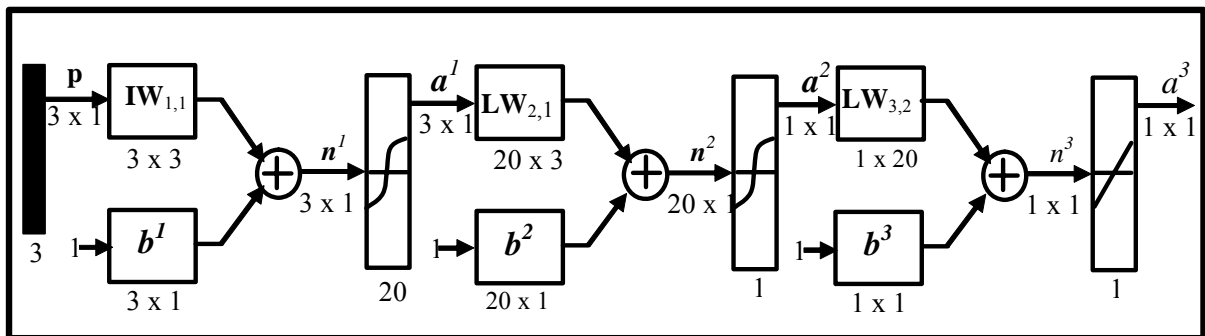 p
3 x 1
IW1,1
3 x 3
n1
3 x 1
1
b1
3 x 1
3
20
a1
3 x 1
LW2,1
20 x 3
n2
20 x 1
1
b2
20 x 1
1
a2
1 x 1
LW3,2
1 x 20
n3
1 x 1
1
b3
1 x 1
1
a3
1 x 1